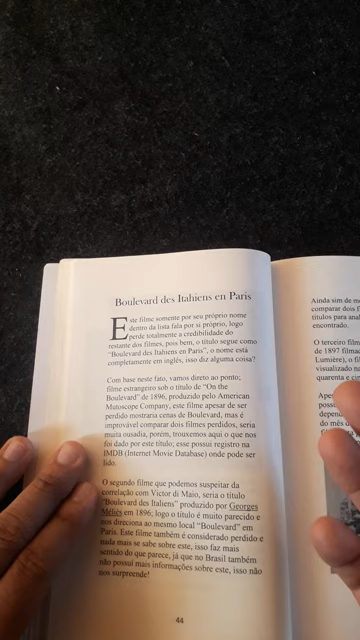 Boulevard des Itahiens en Paris
Este filme somente por seu próprio nome
dentro da lista fala por si próprio, logo
perde totalmente a credibilidade do
restante dos filmes, pois bem, o título segue como
"Boulevard des Itahiens en Paris", o nome está
completamente em inglês, isso diz alguma coisa?
Com base neste fato, vamos direto ao ponto;
filme estrangeiro sob o título de "On the
Boulevard" de 1896, produzido pelo American
Mutoscope Company, este filme apesar de ser
perdido mostraria cenas de Boulevard, mas é
improvável comparar dois filmes perdidos, seria
muita ousadia, porém, trouxemos aqui o que nos
foi dado por este título; esse possui registro na
IMDB (Internet Movie Database) onde pode ser
lido.
O segundo filme que podemos suspeitar da
correlação com Victor di Maio, seria o título
"Boulevard des Italiens" produzido por Georges
Meliès em 1896; logo o título é muito parecido e
nos direciona ao mesmo local "Boulevard" em
Paris. Este filme também é considerado perdido e
nada mais se sabe sobre este, isso faz mais
sentido do que parece, já que no Brasil também
não possuí mais informações sobre este, isso não
nos surpreende!
44
Ainda sim de m
comparar dois f
títulos para anal
encontrado.
O terceiro film
de 1897 filmad
Lumière), o fi
visualizado na
quarenta e cin
Apes
possu
depen
do mês d